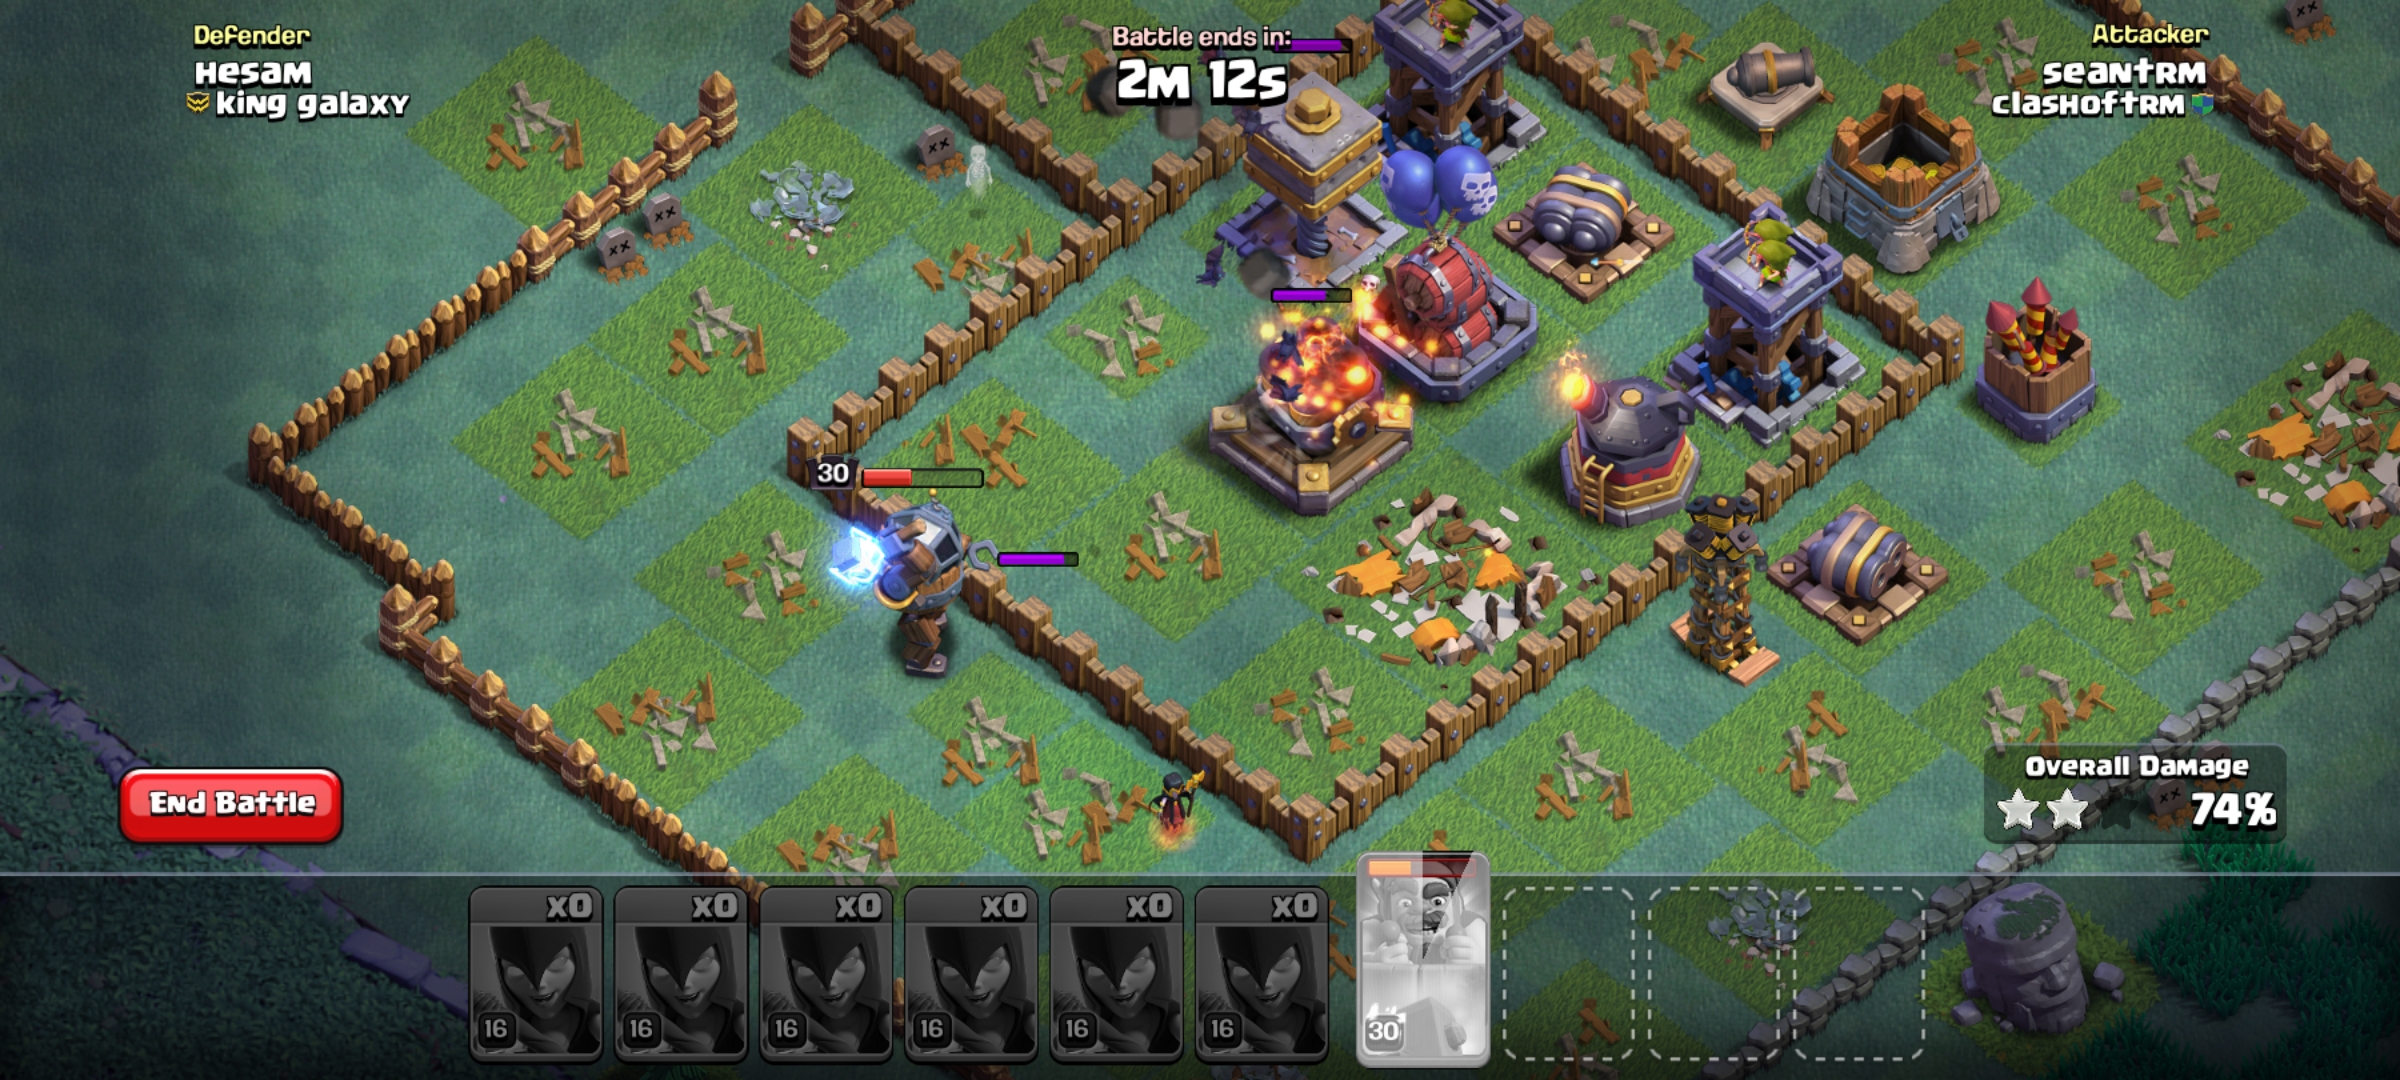 Defender
Hesam
king galaxy
Battle ends in:
2M 12s
Attacker
seantrm
clashoftrm
30
End Battle
Overall Damage
74%
x0 x0 x0 x0 x0 x0
16 16 16 16 16 16 30